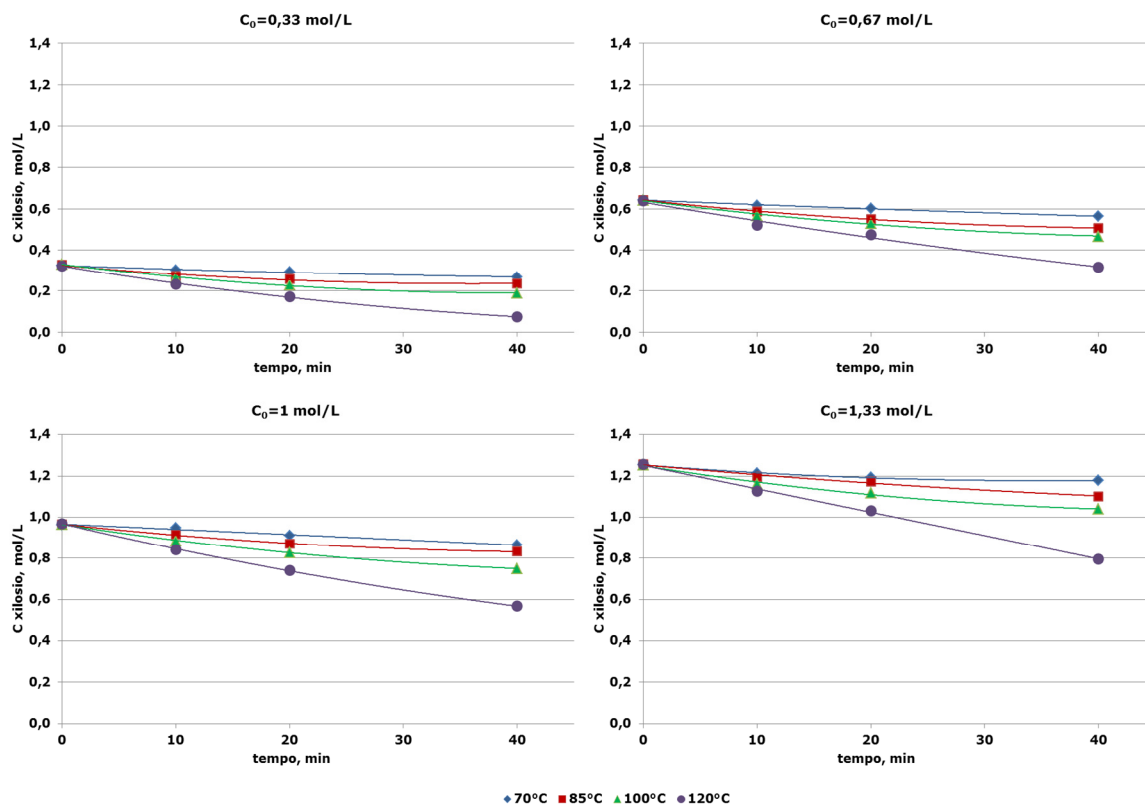 C₀=0,33 mol/L
1,4
1,2
1,0
0,8
0,6
0,4
0,2
0,0
C xilosio, mol/L
0 10 20 30 40
tempo, min
C₀=0,67 mol/L
1,4
1,2
1,0
0,8
0,6
0,4
0,2
0,0
C xilosio, mol/L
0 10 20 30 40
tempo, min
C₀=1 mol/L
1,4
1,2
1,0
0,8
0,6
0,4
0,2
0,0
C xilosio, mol/L
0 10 20 30 40
tempo, min
C₀=1,33 mol/L
1,4
1,2
1,0
0,8
0,6
0,4
0,2
0,0
C xilosio, mol/L
0 10 20 30 40
tempo, min
70°C 85°C 100°C 120°C